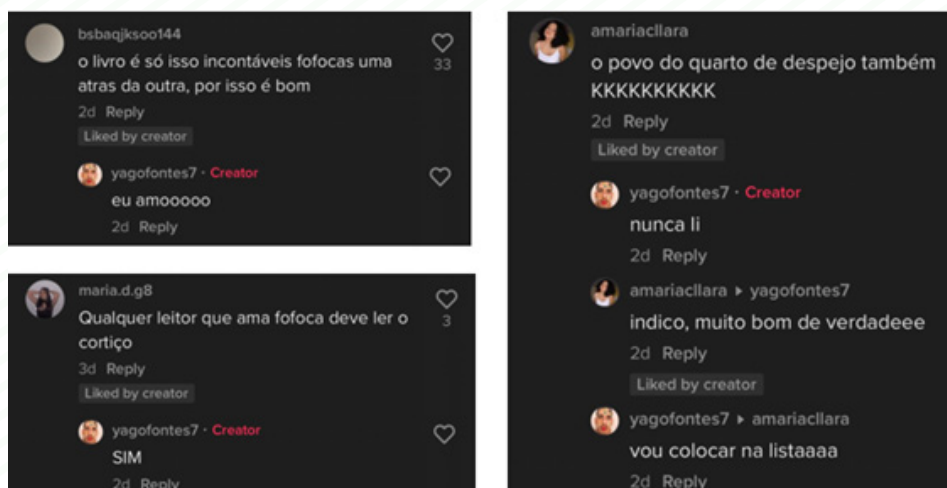 bsbaqjksoo144
o livro é só isso incontáveis fofocas uma
atras da outra, por isso é bom
33
2d Reply
Liked by creator
yagofontes7 · Creator
eu amooooo
2d Reply
maria.d.g8
Qualquer leitor que ama fofoca deve ler o
cortiço
3
3d Reply
Liked by creator
yagofontes7 · Creator
SIM
2d Reply
amariacllara
o povo do quarto de despejo também
KKKKKKKKKK
2d Reply
Liked by creator
yagofontes7 · Creator
nunca li
2d Reply
amariacllara ▸ yagofontes7
indico, muito bom de verdadeee
2d Reply
Liked by creator
yagofontes7 ▸ amariacllara
vou colocar na listaaaa
2d Reply